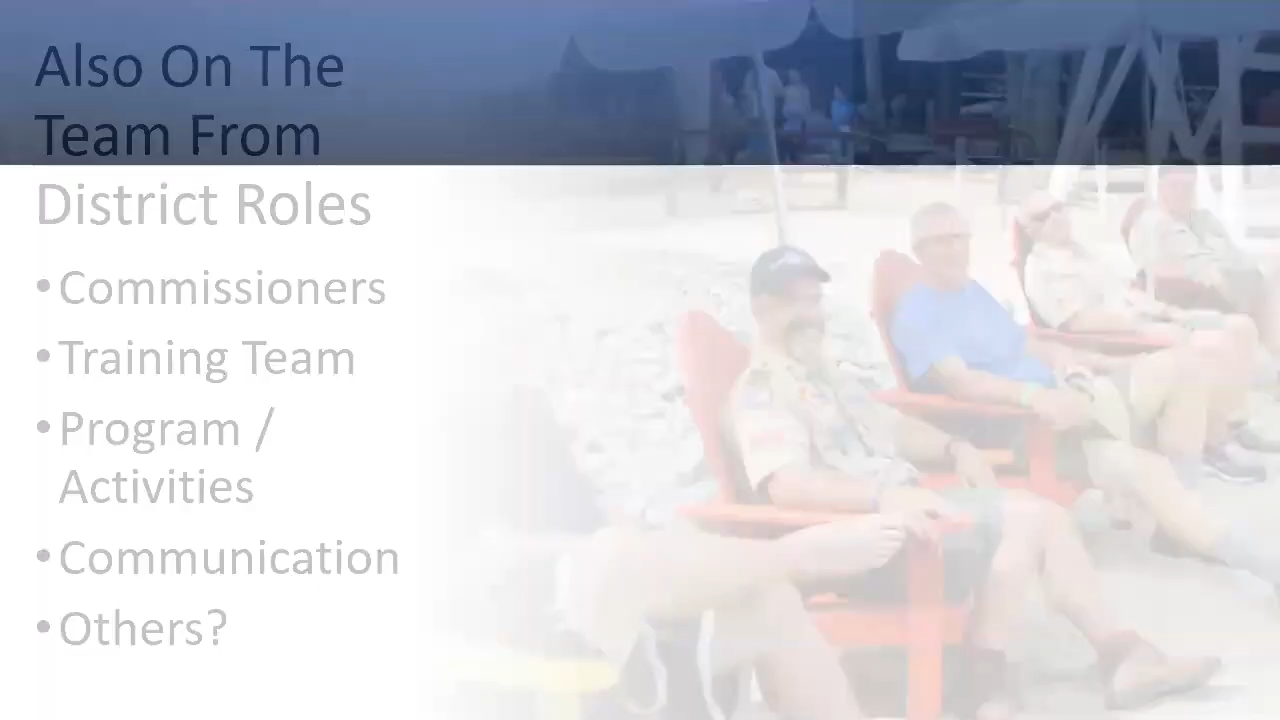 Also On The
Team From
District Roles
• Commissioners
• Training Team
• Program /
Activities
• Communication
• Others?